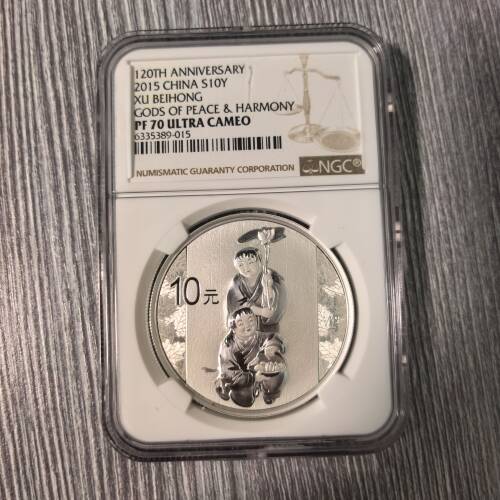 120TH ANNIVERSARY
2015 CHINA S10Y
XU BEIHONG
GODS OF PEACE & HARMONY
PF 70 ULTRA CAMEO
6335389-015
NUMISMATIC GUARANTY CORPORATION
NGC®
10元